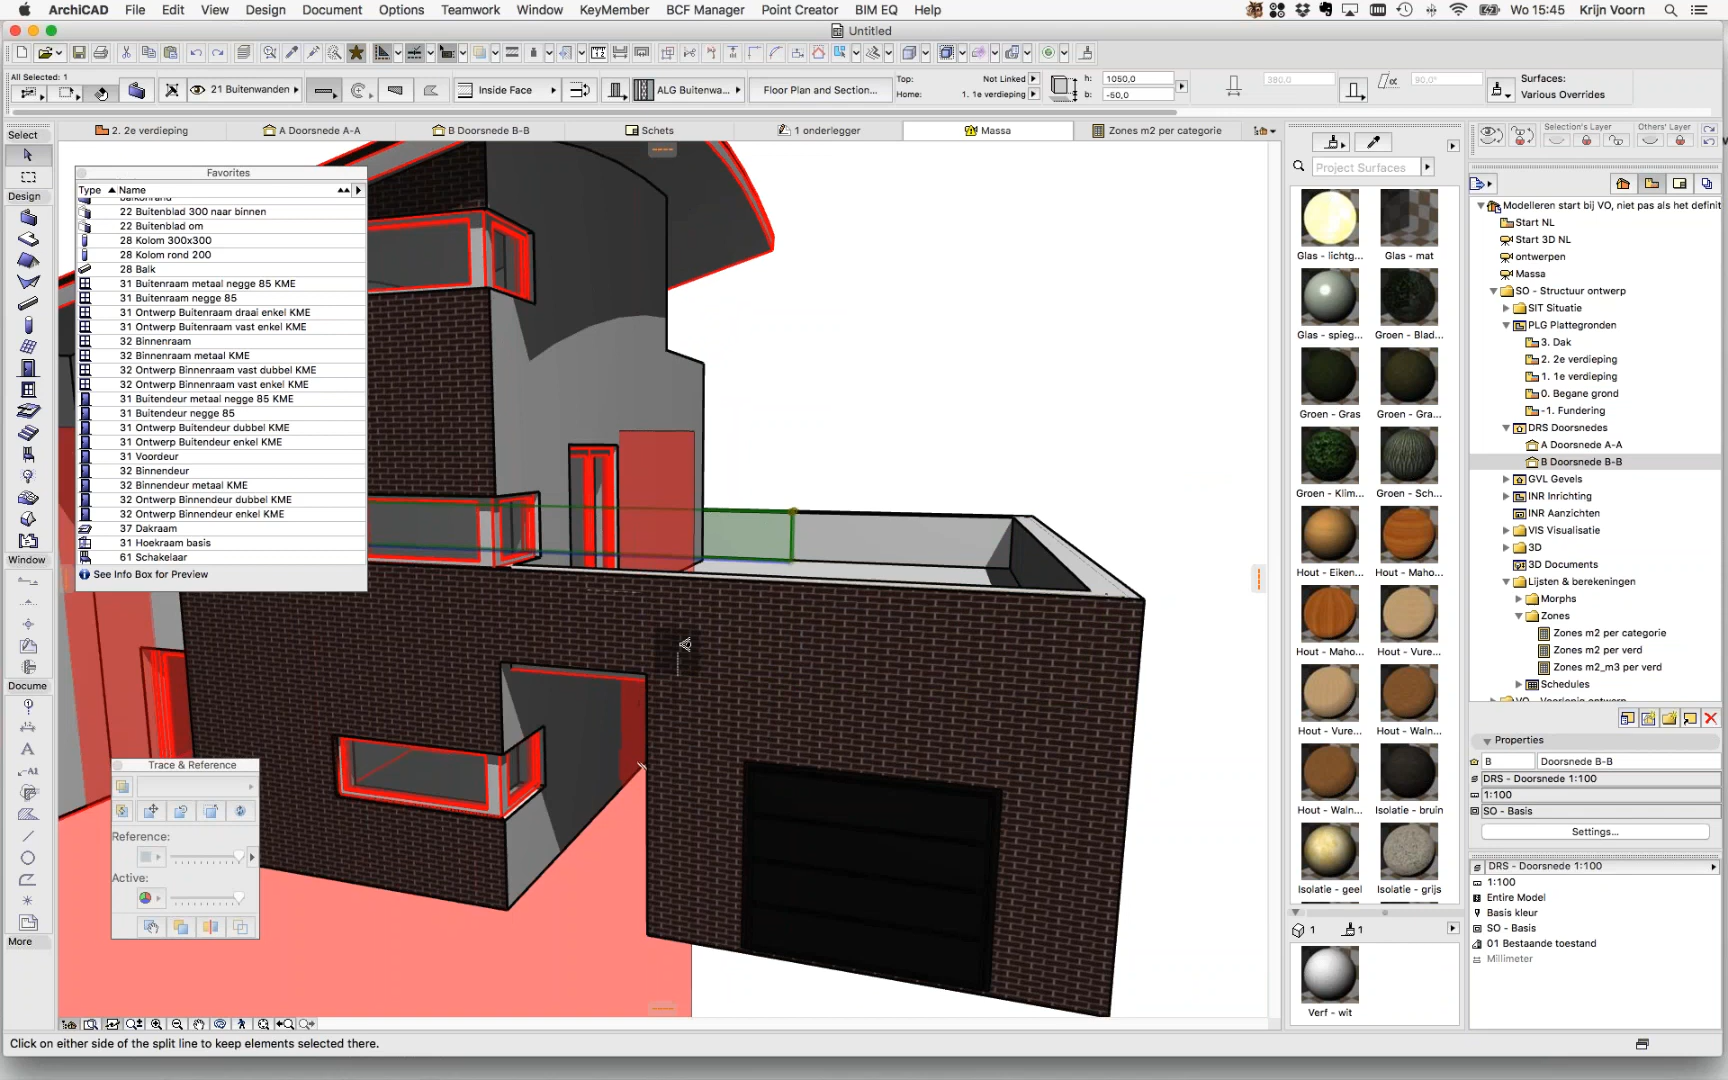 ArchiCAD File Edit View Design Document Options Teamwork Window KeyMember BCF Manager Point Creator BIM EQ Help Wo 15:45 Krijn Voorn
Untitled
All Selected: 1
21 Buitenwanden
Inside Face
ALG Buitenwa...
Floor Plan and Section...
Top: Not Linked
Home: 1. 1e verdieping
h: 1050,0
b: -50,0
380,0
90,0°
Surfaces:
Various Overrides
2. 2e verdieping
A Doorsnede A-A
B Doorsnede B-B
Schets
1 onderlegger
Massa
Zones m2 per categorie
Select
Design
Window
Docume
More
Favorites
Type Name
balkonrand
22 Buitenblad 300 naar binnen
22 Buitenblad om
28 Kolom 300x300
28 Kolom rond 200
28 Balk
31 Buitenraam metaal negge 85 KME
31 Buitenraam negge 85
31 Ontwerp Buitenraam draai enkel KME
31 Ontwerp Buitenraam vast enkel KME
32 Binnenraam
32 Binnenraam metaal KME
32 Ontwerp Binnenraam vast dubbel KME
32 Ontwerp Binnenraam vast enkel KME
31 Buitendeur metaal negge 85 KME
31 Buitendeur negge 85
31 Ontwerp Buitendeur dubbel KME
31 Ontwerp Buitendeur enkel KME
31 Voordeur
32 Binnendeur
32 Binnendeur metaal KME
32 Ontwerp Binnendeur dubbel KME
32 Ontwerp Binnendeur enkel KME
37 Dakraam
31 Hoekraam basis
61 Schakelaar
See Info Box for Preview
Trace & Reference
Reference:
Active:
Project Surfaces
Glas - lichtg... Glas - mat
Glas - spieg... Groen - Blad...
Groen - Gras Groen - Gra...
Groen - Klim... Groen - Sch...
Hout - Eiken... Hout - Maho...
Hout - Maho... Hout - Vure...
Hout - Vure... Hout - Waln...
Hout - Waln... Isolatie - bruin
Isolatie - geel Isolatie - grijs
1 1
Verf - wit
Selection's Layer Others' Layer
Modelleren start bij VO, niet pas als het definit
Start NL
Start 3D NL
ontwerpen
Massa
SO - Structuur ontwerp
SIT Situatie
PLG Plattegronden
3. Dak
2. 2e verdieping
1. 1e verdieping
0. Begane grond
-1. Fundering
DRS Doorsnedes
A Doorsnede A-A
B Doorsnede B-B
GVL Gevels
INR Inrichting
INR Aanzichten
VIS Visualisatie
3D
3D Documents
Lijsten & berekeningen
Morphs
Zones
Zones m2 per categorie
Zones m2 per verd
Zones m2_m3 per verd
Schedules
Properties
B Doorsnede B-B
DRS - Doorsnede 1:100
1:100
SO - Basis
Settings...
DRS - Doorsnede 1:100
1:100
Entire Model
Basis kleur
SO - Basis
01 Bestaande toestand
Millimeter
Click on either side of the split line to keep elements selected there.